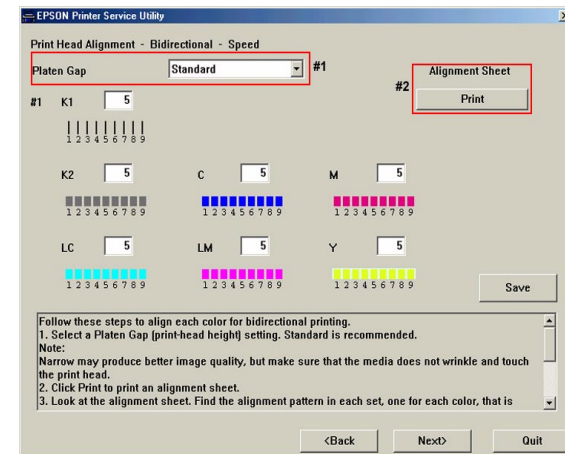 EPSON Printer Service Utility
Print Head Alignment - Bidirectional - Speed
Platen Gap Standard #1
Alignment Sheet
#2 Print
#1 K1 5
1 2 3 4 5 6 7 8 9
K2 5 C 5 M 5
1 2 3 4 5 6 7 8 9 1 2 3 4 5 6 7 8 9 1 2 3 4 5 6 7 8 9
LC 5 LM 5 Y 5
1 2 3 4 5 6 7 8 9 1 2 3 4 5 6 7 8 9 1 2 3 4 5 6 7 8 9
Save
Follow these steps to align each color for bidirectional printing.
1. Select a Platen Gap (print-head height) setting. Standard is recommended.
Note:
Narrow may produce better image quality, but make sure that the media does not wrinkle and touch
the print head.
2. Click Print to print an alignment sheet.
3. Look at the alignment sheet. Find the alignment pattern in each set, one for each color, that is
<Back Next> Quit